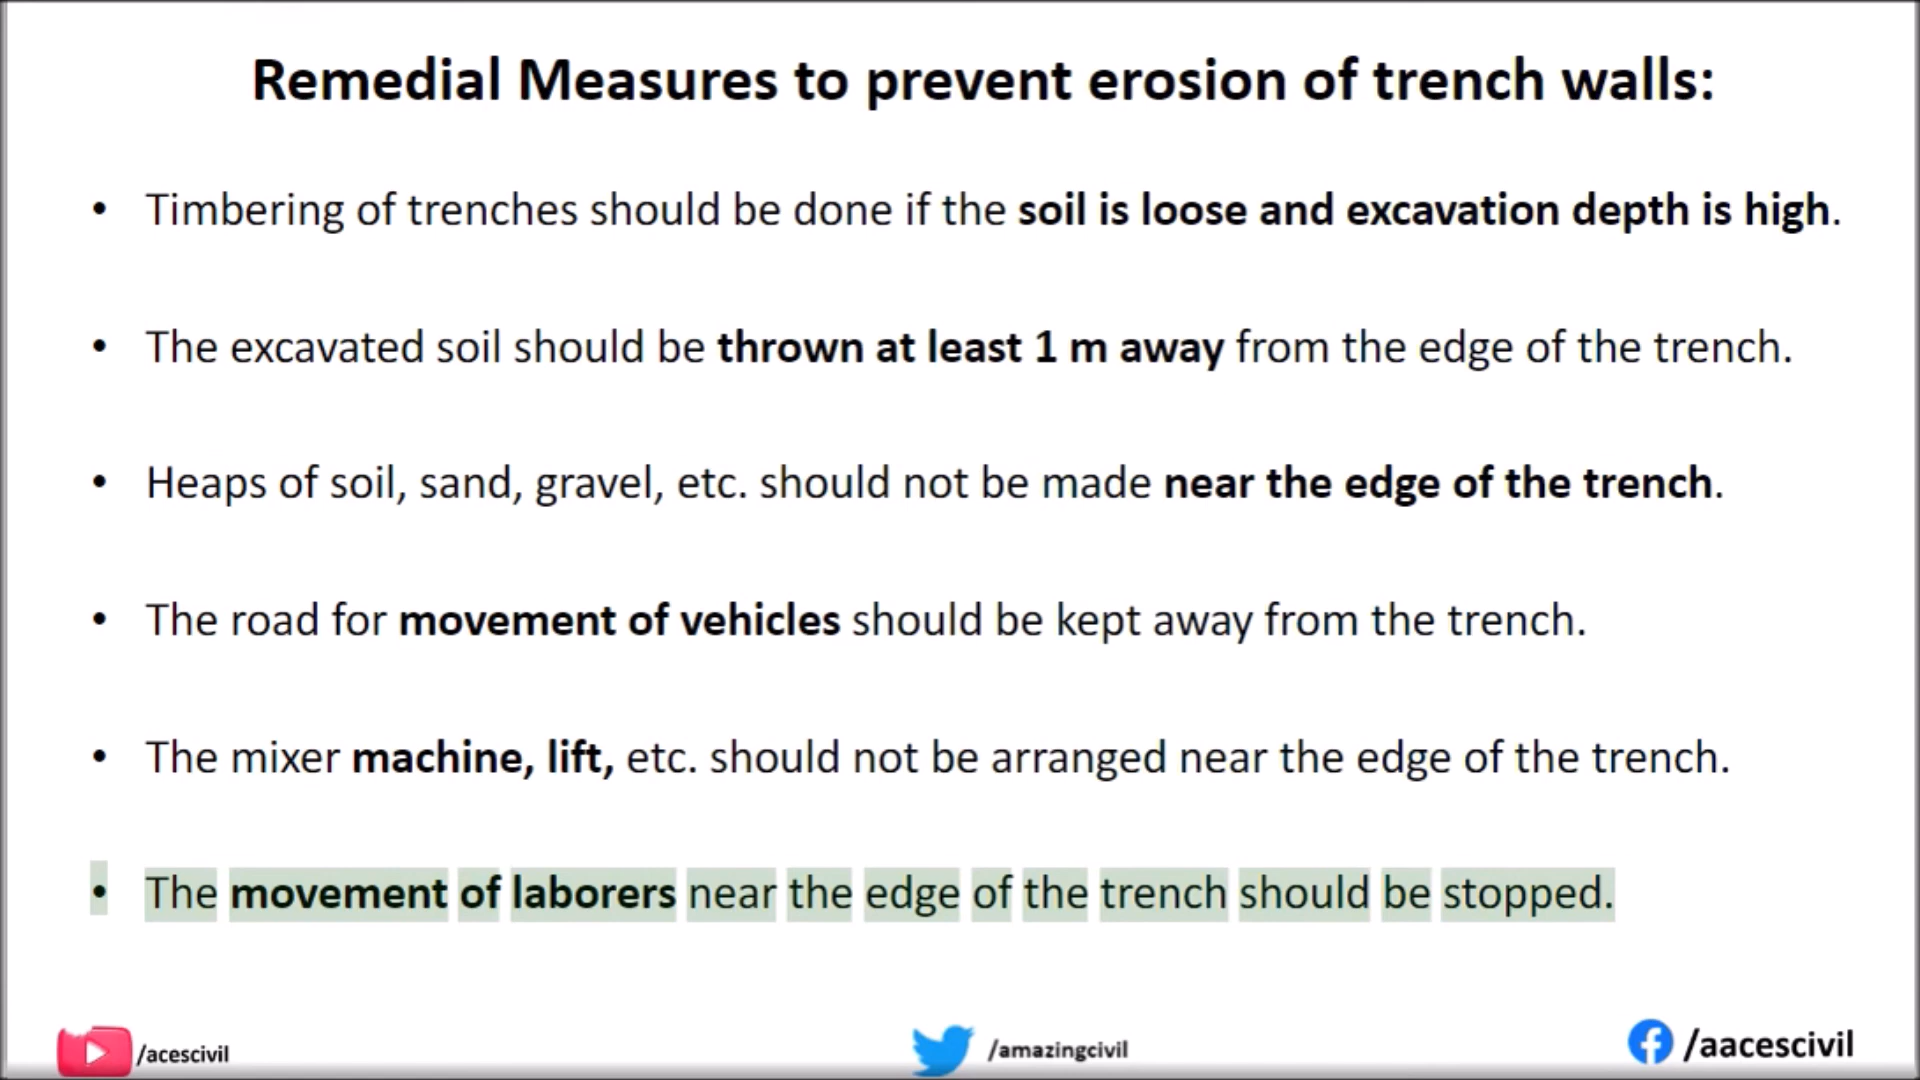 Remedial Measures to prevent erosion of trench walls:
• Timbering of trenches should be done if the soil is loose and excavation depth is high.
• The excavated soil should be thrown at least 1 m away from the edge of the trench.
• Heaps of soil, sand, gravel, etc. should not be made near the edge of the trench.
• The road for movement of vehicles should be kept away from the trench.
• The mixer machine, lift, etc. should not be arranged near the edge of the trench.
• The movement of laborers near the edge of the trench should be stopped.
/acescivil
/amazingcivil
/aacescivil